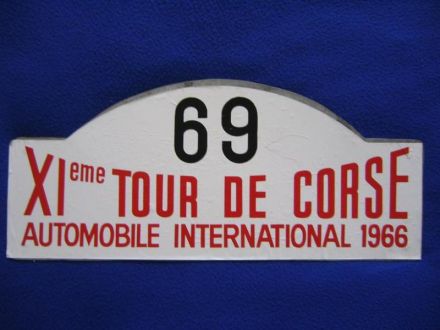 69
XIeme TOUR DE CORSE
AUTOMOBILE INTERNATIONAL 1966